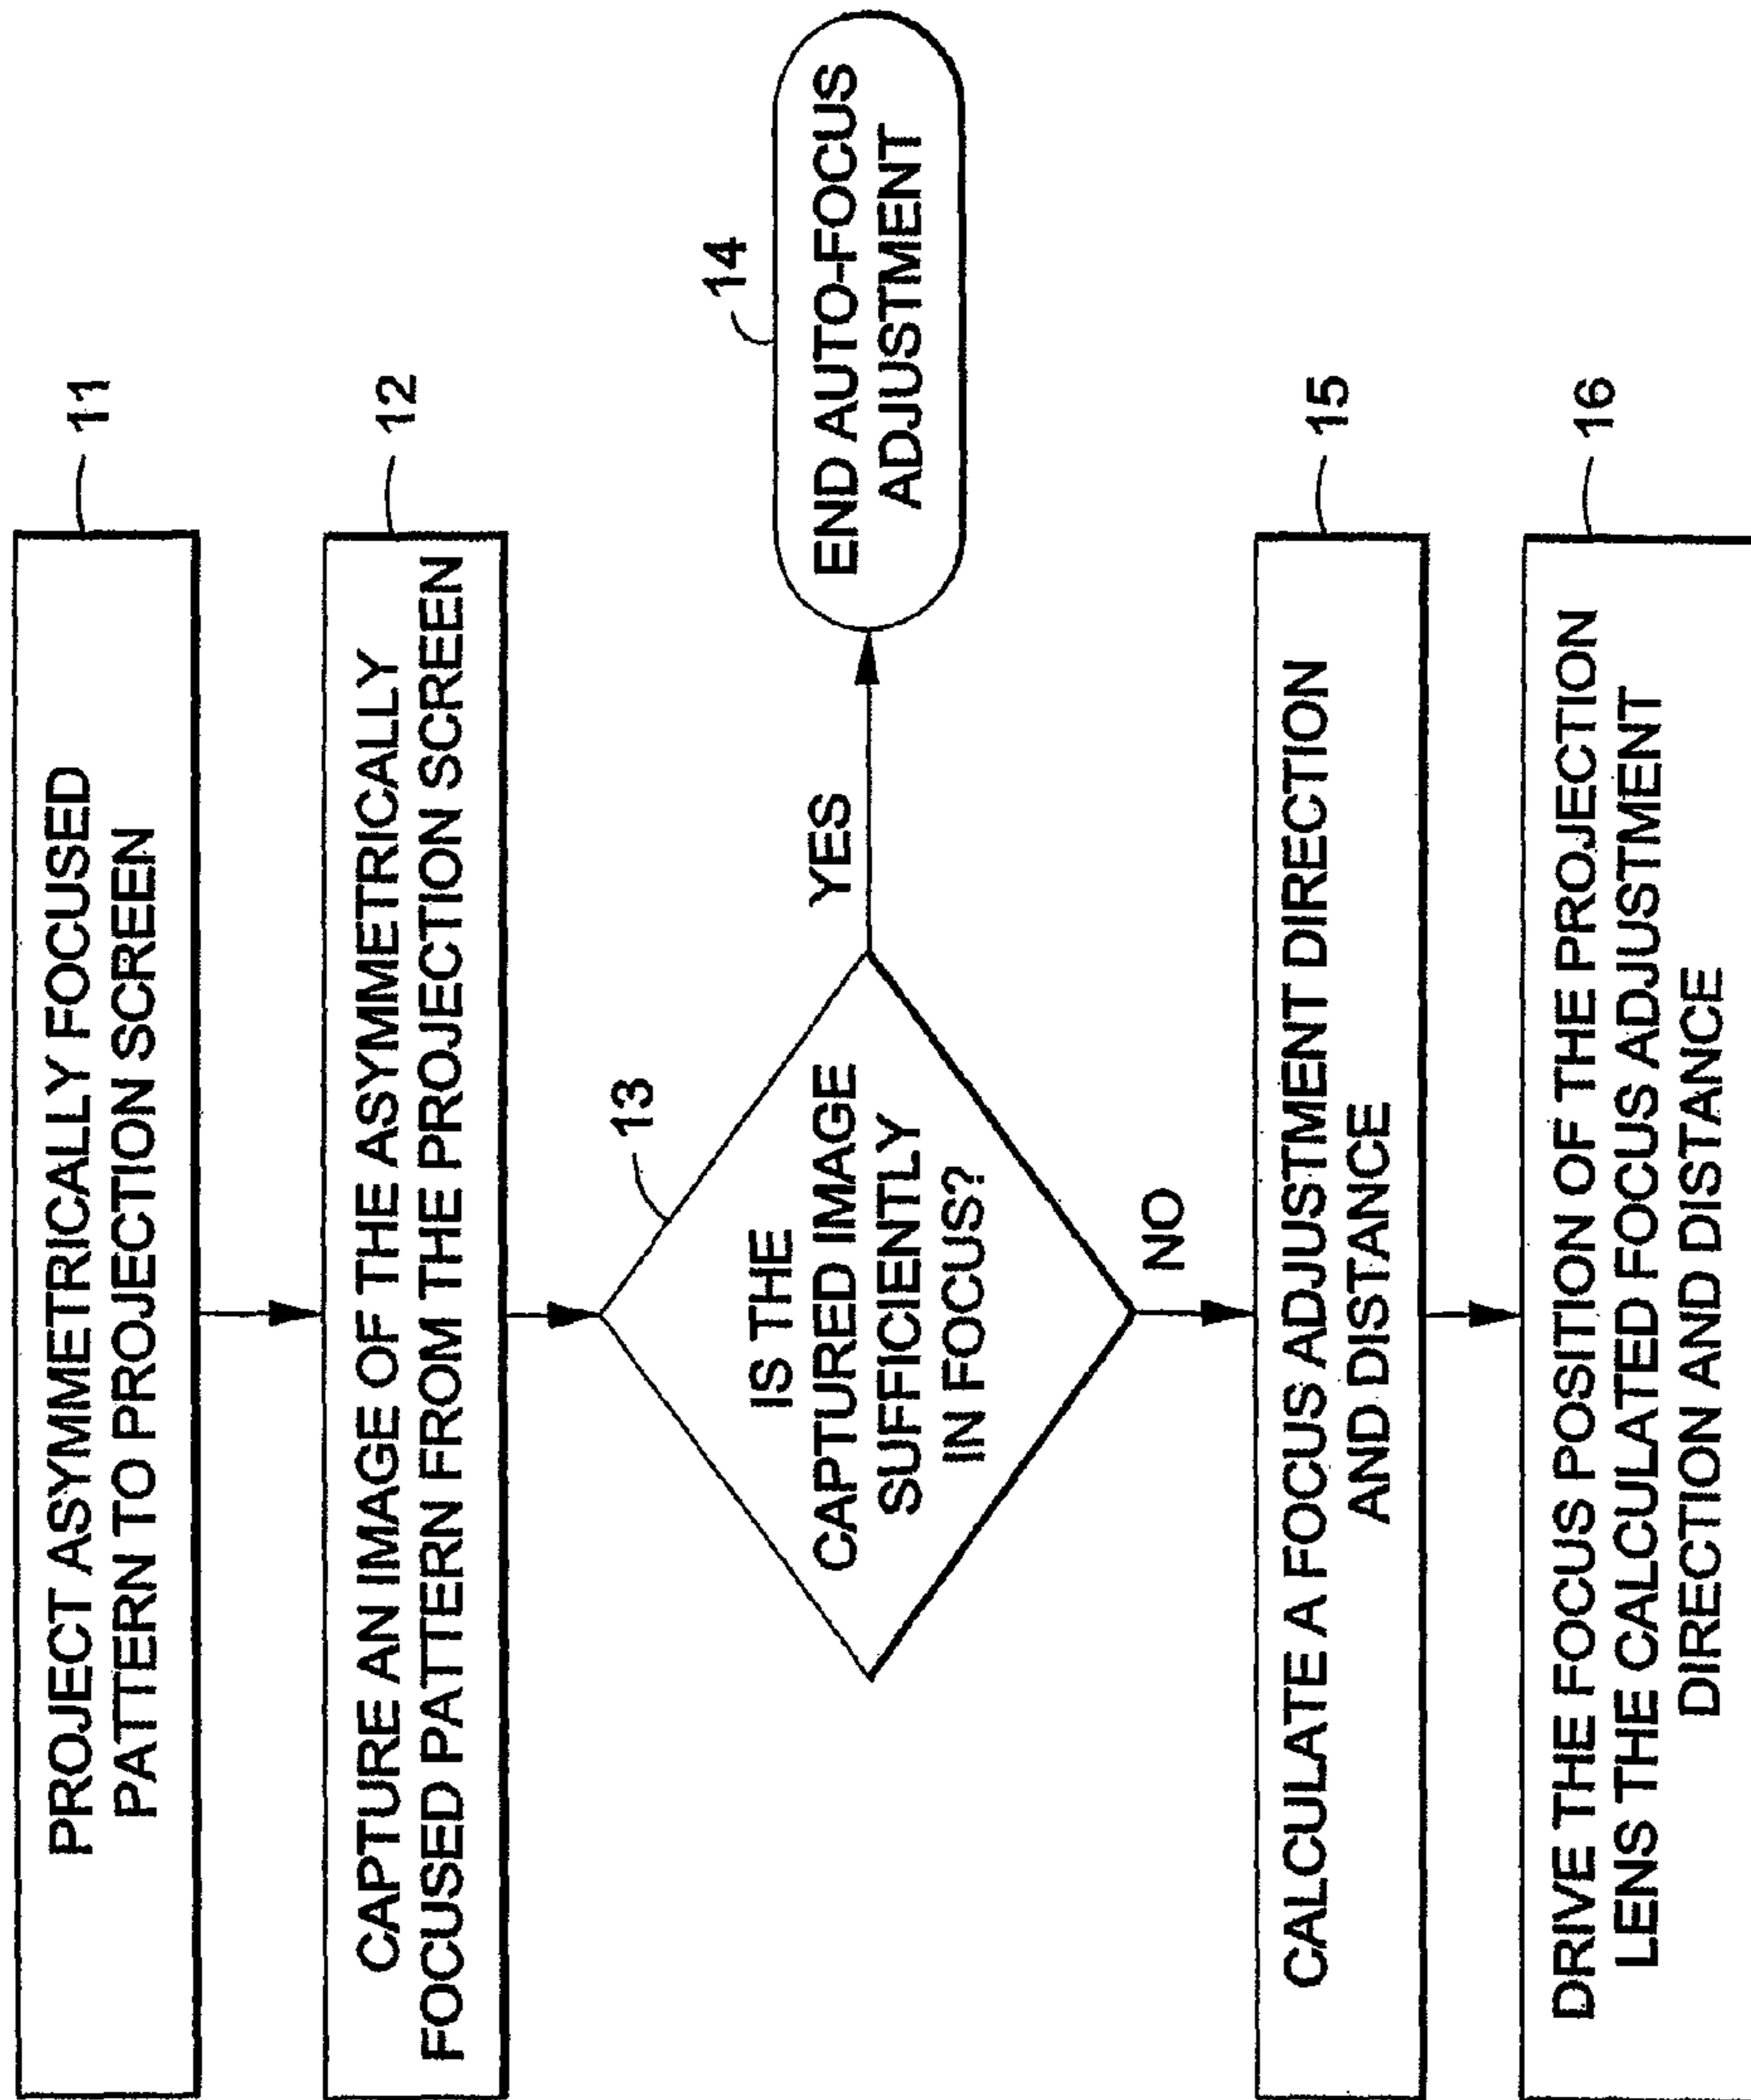 PROJECT ASYMMETRICALLY FOCUSED
PATTERN TO PROJECTION SCREEN
11
CAPTURE AN IMAGE OF THE ASYMMETRICALLY
FOCUSED PATTERN FROM THE PROJECTION SCREEN
12
13
IS THE
CAPTURED IMAGE
SUFFICIENTLY
IN FOCUS?
YES
14
END AUTO-FOCUS
ADJUSTMENT
NO
CALCULATE A FOCUS ADJUSTMENT DIRECTION
AND DISTANCE
15
DRIVE THE FOCUS POSITION OF THE PROJECTION
LENS THE CALCULATED FOCUS ADJUSTMENT
DIRECTION AND DISTANCE
16